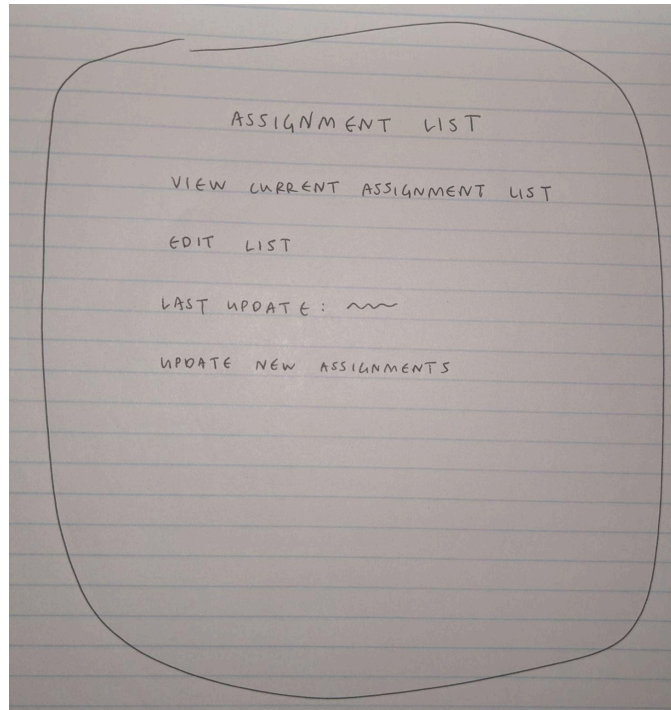 ASSIGNMENT LIST
VIEW CURRENT ASSIGNMENT LIST
EDIT LIST
LAST UPDATE:
UPDATE NEW ASSIGNMENTS